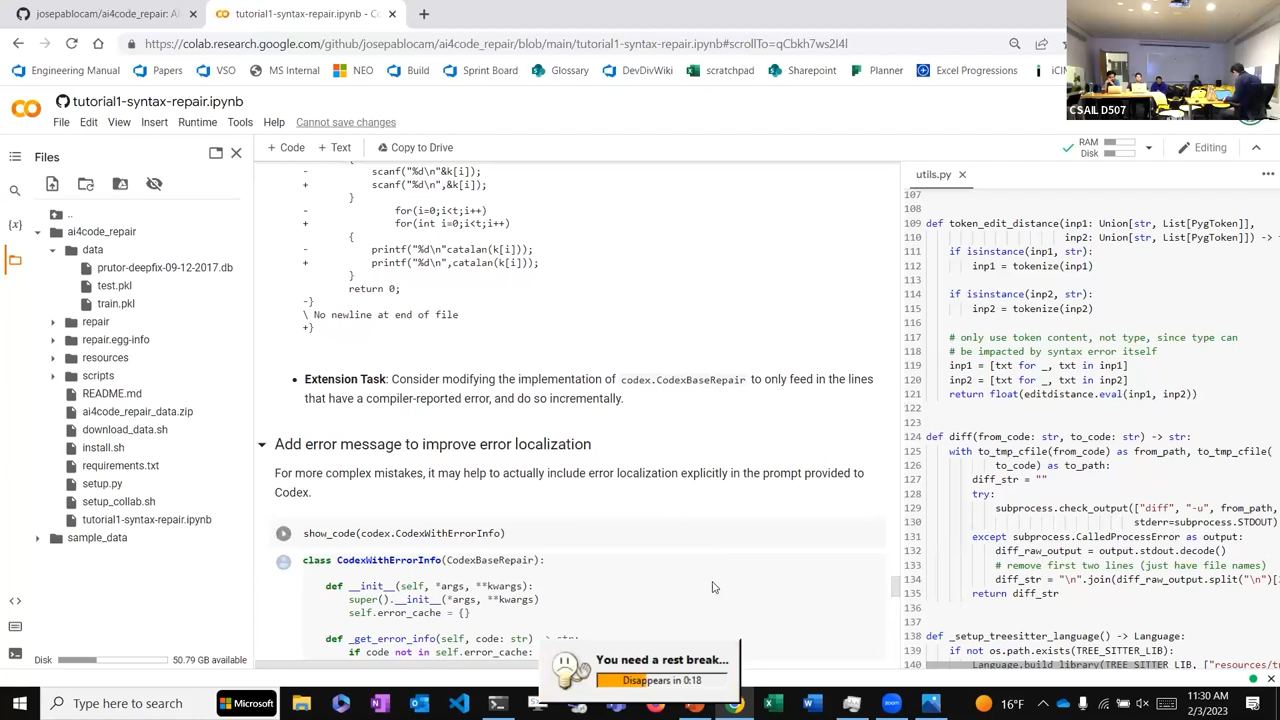 josepablocam/ai4code_repair: A
tutorial1-syntax-repair.ipynb - C
https://colab.research.google.com/github/josepablocam/ai4code_repair/blob/main/tutorial1-syntax-repair.ipynb#scrollTo=qCbkh7ws2I4l
Engineering Manual
Papers
VSO
MS Internal
NEO
Build
Sprint Board
Glossary
DevDivWiki
scratchpad
Sharepoint
Planner
Excel Progressions
CSAIL D507
tutorial1-syntax-repair.ipynb
File Edit View Insert Runtime Tools Help Cannot save changes
Files
+ Code + Text Copy to Drive
RAM
Disk
Editing
..
ai4code_repair
data
prutor-deepfix-09-12-2017.db
test.pkl
train.pkl
repair
repair.egg-info
resources
scripts
README.md
ai4code_repair_data.zip
download_data.sh
install.sh
requirements.txt
setup.py
setup_collab.sh
tutorial1-syntax-repair.ipynb
sample_data
Disk 50.79 GB available
{
- scanf("%d\n"&k[i]);
+ scanf("%d\n",&k[i]);
}
- for(i=0;i<t;i++)
+ for(int i=0;i<t;i++)
{
- printf("%d\n"catalan(k[i]));
+ printf("%d\n",catalan(k[i]));
}
return 0;
-}
\ No newline at end of file
+}
• Extension Task: Consider modifying the implementation of codex.CodexBaseRepair to only feed in the lines
that have a compiler-reported error, and do so incrementally.
Add error message to improve error localization
For more complex mistakes, it may help to actually include error localization explicitly in the prompt provided to
Codex.
show_code(codex.CodexWithErrorInfo)
class CodexWithErrorInfo(CodexBaseRepair):
def __init__(self, *args, **kwargs):
super().__init__(*args, **kwargs)
self.error_cache = {}
def _get_error_info(self, code: str) -> str:
if code not in self.error_cache:
utils.py
107
108
109 def token_edit_distance(inp1: Union[str, List[PygToken]],
110 inp2: Union[str, List[PygToken]]) ->
111 if isinstance(inp1, str):
112 inp1 = tokenize(inp1)
113
114 if isinstance(inp2, str):
115 inp2 = tokenize(inp2)
116
117 # only use token content, not type, since type can
118 # be impacted by syntax error itself
119 inp1 = [txt for _, txt in inp1]
120 inp2 = [txt for _, txt in inp2]
121 return float(editdistance.eval(inp1, inp2))
122
123
124 def diff(from_code: str, to_code: str) -> str:
125 with to_tmp_cfile(from_code) as from_path, to_tmp_cfile(
126 to_code) as to_path:
127 diff_str = ""
128 try:
129 subprocess.check_output(["diff", "-u", from_path,
130 stderr=subprocess.STDOUT)
131 except subprocess.CalledProcessError as output:
132 diff_raw_output = output.stdout.decode()
133 # remove first two lines (just have file names)
134 diff_str = "\n".join(diff_raw_output.split("\n")[
135 return diff_str
136
137
138 def _setup_treesitter_language() -> Language:
139 if not os.path.exists(TREE_SITTER_LIB):
140 Language.build_library(TREE_SITTER_LIB, ["resources/t
You need a rest break...
Disappears in 0:18
Type here to search
Microsoft
zoom
16°F
11:30 AM
2/3/2023